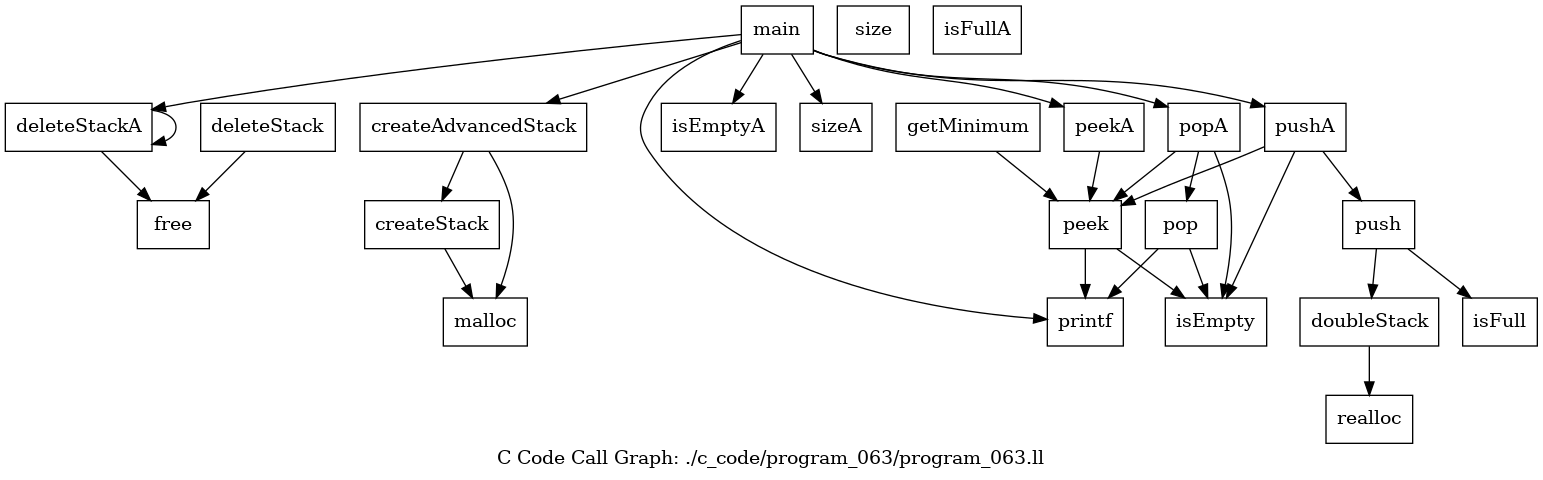 main
size
isFullA
deleteStackA
deleteStack
createAdvancedStack
isEmptyA
sizeA
getMinimum
peekA
popA
pushA
free
createStack
peek
pop
push
malloc
printf
isEmpty
doubleStack
isFull
realloc
C Code Call Graph: ./c_code/program_063/program_063.ll